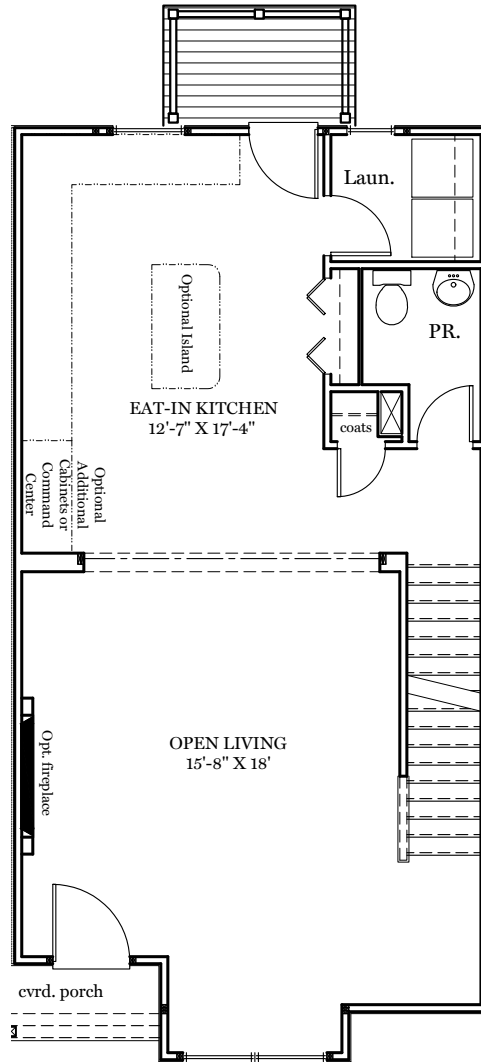 Laun.
Optional Island
PR.
EAT-IN KITCHEN
12'-7" X 17'-4"
coats
Optional
Additional
Cabinets or
Command
Center
OPEN LIVING
15'-8" X 18'
Opt. fireplace
cvrd. porch